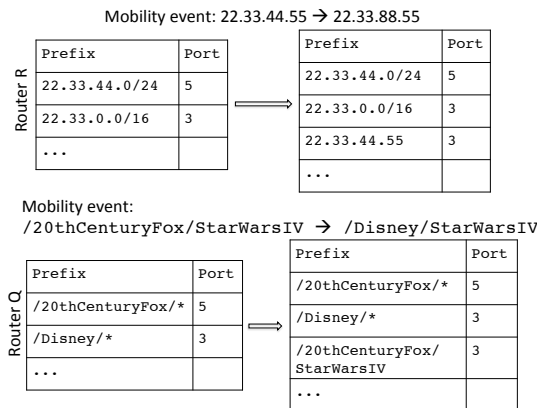 Mobility event: 22.33.44.55 → 22.33.88.55
Router R
Prefix Port
22.33.44.0/24 5
22.33.0.0/16 3
...
Prefix Port
22.33.44.0/24 5
22.33.0.0/16 3
22.33.44.55 3
...
Mobility event:
/20thCenturyFox/StarWarsIV → /Disney/StarWarsIV
Router Q
Prefix Port
/20thCenturyFox/* 5
/Disney/* 3
...
Prefix Port
/20thCenturyFox/* 5
/Disney/* 3
/20thCenturyFox/ 3
StarWarsIV
...